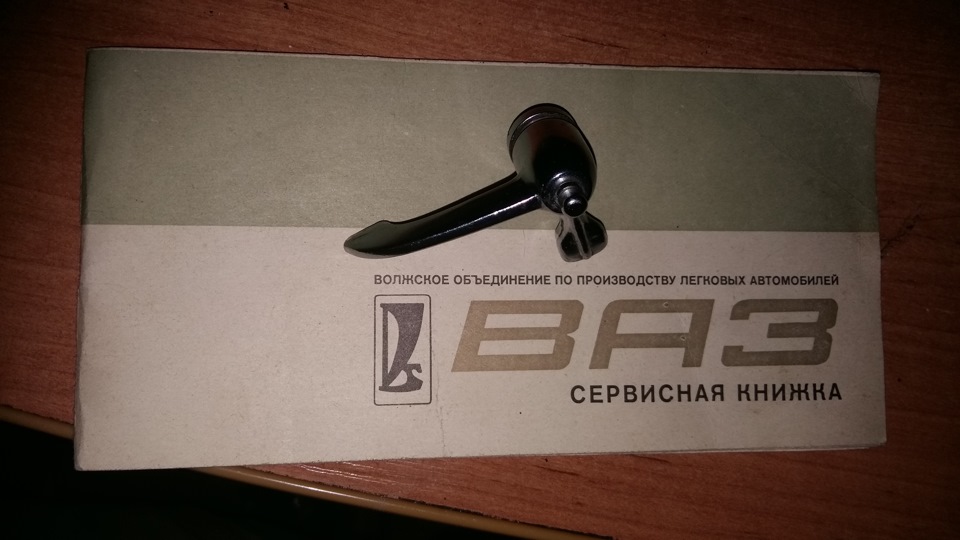 ВОЛЖСКОЕ ОБЪЕДИНЕНИЕ ПО ПРОИЗВОДСТВУ ЛЕГКОВЫХ АВТОМОБИЛЕЙ
ВАЗ
СЕРВИСНАЯ КНИЖКА